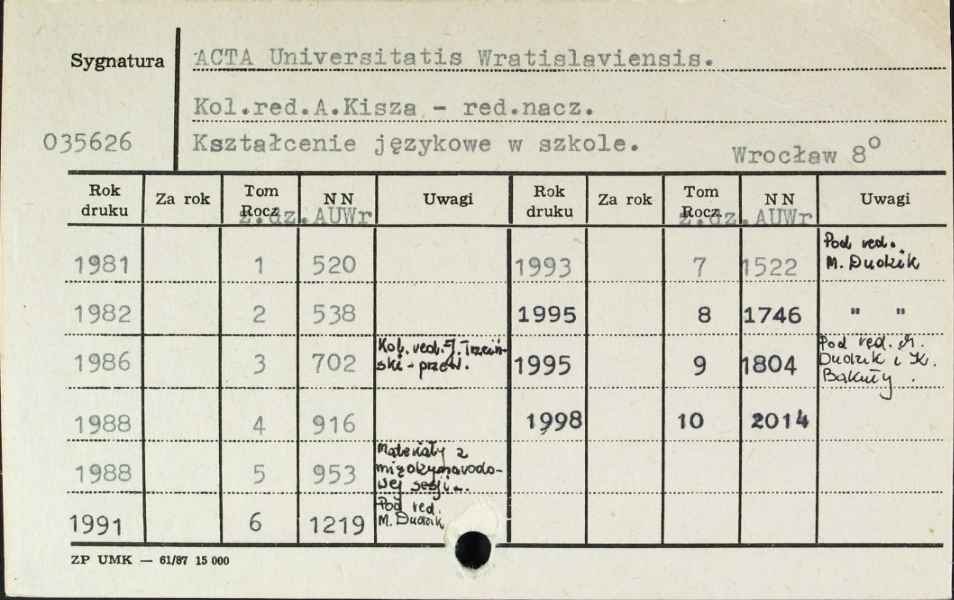 Sygnatura
ACTA Universitatis Wratislaviensis.
Kol.red.A.Kisza - red.nacz.
035626
Kształcenie językowe w szkole.
Wrocław 8°
Rok druku Za rok Tom Rocz. NN Uwagi Rok druku Za rok Tom Rocz. NN Uwagi
z.dz.AUWr z.dz.AUWr
1981 1 520 1993 7 1522 Pod red. M. Dudzik
1982 2 538 1995 8 1746 " "
1986 3 702 Kol. red. J. Trzciń-
ski - przew. 1995 9 1804 Pod red. M.
Dudzik i K.
Bakuły.
1988 4 916 1998 10 2014
1988 5 953 Materiały z
międzynarodo-
wej sesji...
1991 6 1219 Pod red.
M. Dudzik
ZP UMK — 61/87 15 000